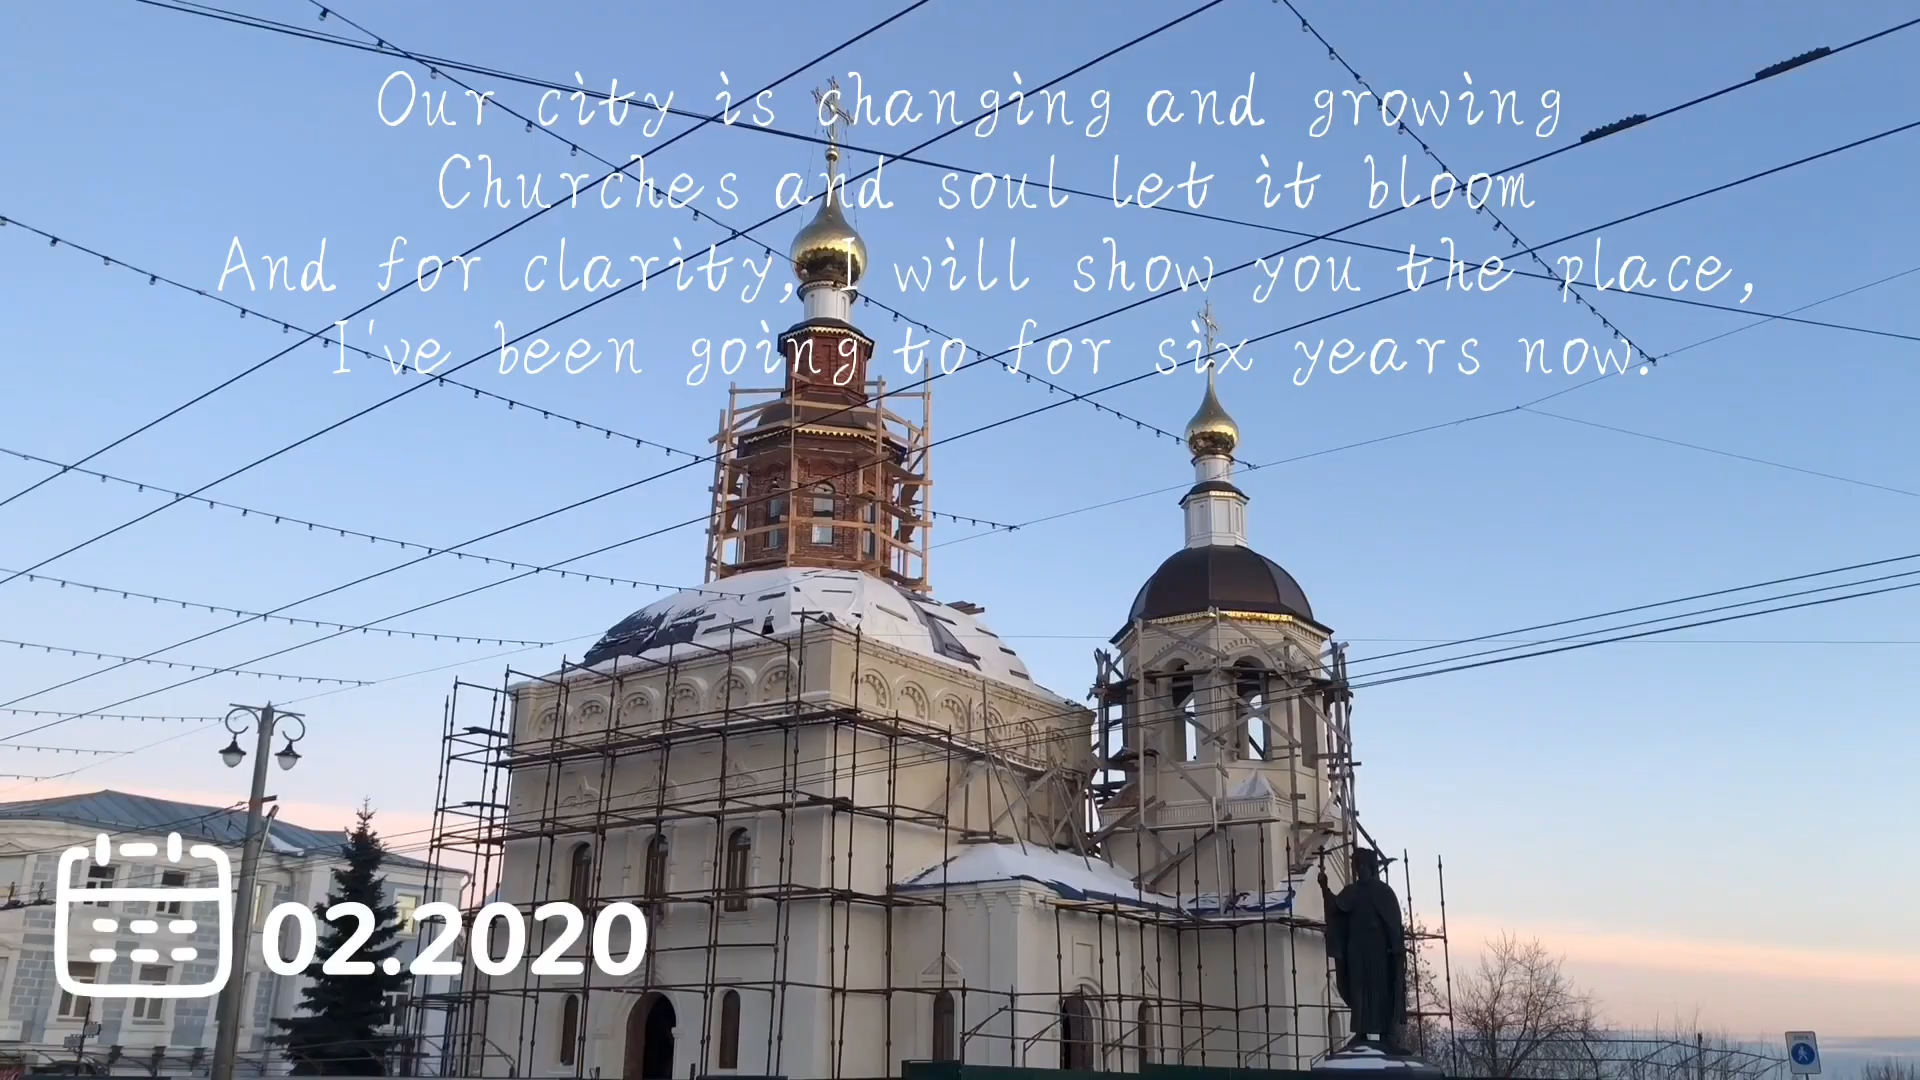 Our city is changing and growing
Churches and soul let it bloom
And for clarity, I will show you the place,
I've been going to for six years now.
02.2020